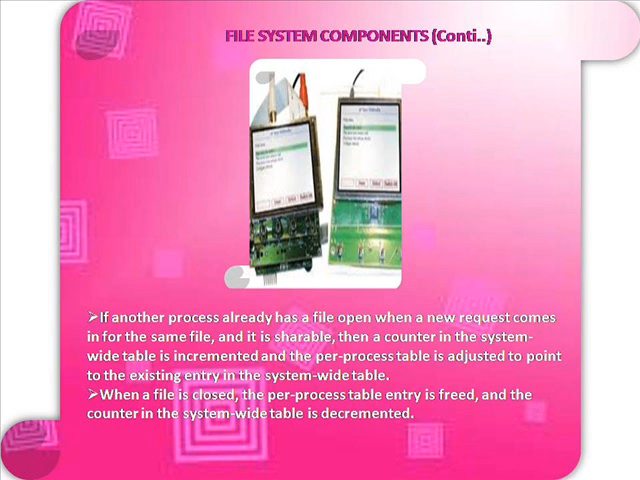 FILE SYSTEM COMPONENTS (Conti..)
➢If another process already has a file open when a new request comes
in for the same file, and it is sharable, then a counter in the system-
wide table is incremented and the per-process table is adjusted to point
to the existing entry in the system-wide table.
➢When a file is closed, the per-process table entry is freed, and the
counter in the system-wide table is decremented.